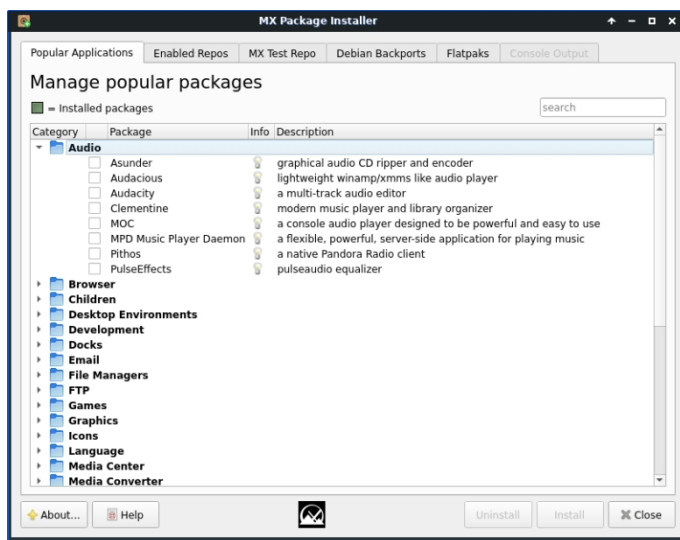 MX Package Installer
Popular Applications Enabled Repos MX Test Repo Debian Backports Flatpaks Console Output
Manage popular packages
= Installed packages search
Category Package Info Description
Audio
Asunder graphical audio CD ripper and encoder
Audacious lightweight winamp/xmms like audio player
Audacity a multi-track audio editor
Clementine modern music player and library organizer
MOC a console audio player designed to be powerful and easy to use
MPD Music Player Daemon a flexible, powerful, server-side application for playing music
Pithos a native Pandora Radio client
PulseEffects pulseaudio equalizer
Browser
Children
Desktop Environments
Development
Docks
Email
File Managers
FTP
Games
Graphics
Icons
Language
Media Center
Media Converter
About... Help Uninstall Install Close